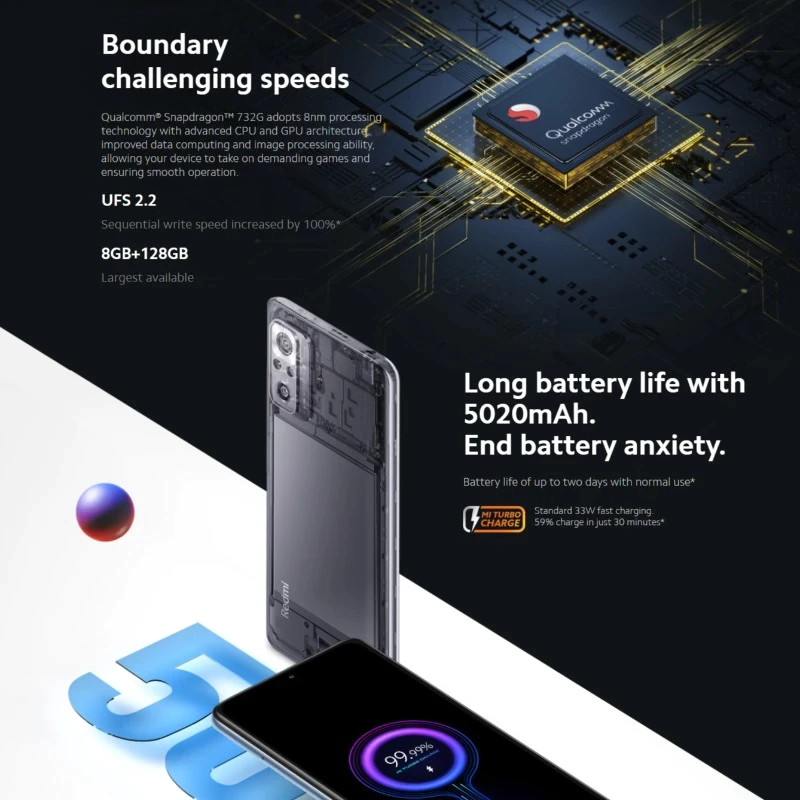 Boundary
challenging speeds
Qualcomm® Snapdragon™ 732G adopts 8nm processing
technology with advanced CPU and GPU architecture,
improved data computing and image processing ability,
allowing your device to take on demanding games and
ensuring smooth operation.
UFS 2.2
Sequential write speed increased by 100%*
8GB+128GB
Largest available
Qualcomm
snapdragon
Long battery life with
5020mAh.
End battery anxiety.
Battery life of up to two days with normal use*
MI TURBO
CHARGE
Standard 33W fast charging.
59% charge in just 30 minutes*
Redmi
50
99.99%